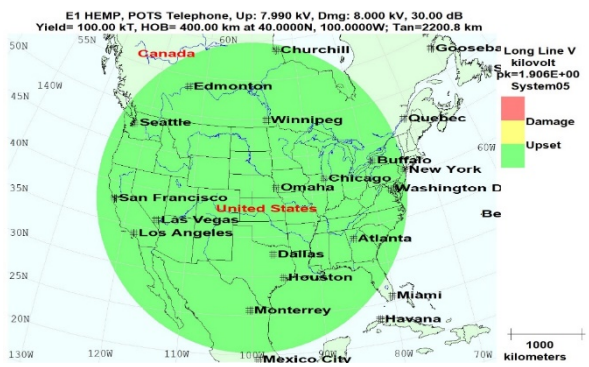 E1 HEMP, POTS Telephone, Up: 7.990 kV, Dmg: 8.000 kV, 30.00 dB
Yield= 100.00 kT, HOB= 400.00 km at 40.0000N, 100.0000W; Tan=2200.8 km
50N
55N
60N
Canada
Churchill
Gooseba
Long Line V
kilovolt
pk=1.906E+00
System05
140W
Edmonton
45N
Seattle
Winnipeg
Quebec
Damage
Upset
40N
Buffalo
60W
New York
Chicago
Omaha
Washington D
35N
San Francisco
United States
Las Vegas
Be
30N
Los Angeles
Atlanta
Dallas
25N
Houston
Miami
Monterrey
Havana
20N
1000
kilometers
130W
120W
110W
100W
90W
80W
70W
Mexico City